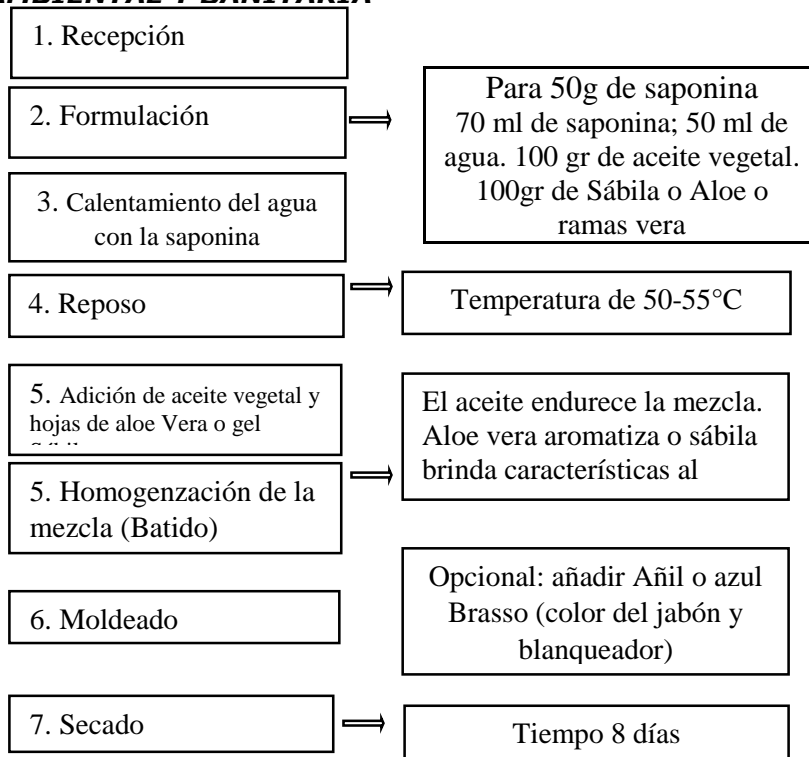 1. Recepción
2. Formulación
Para 50g de saponina
70 ml de saponina; 50 ml de
agua. 100 gr de aceite vegetal.
100gr de Sábila o Aloe o
ramas vera
3. Calentamiento del agua
con la saponina
4. Reposo
Temperatura de 50-55°C
5. Adición de aceite vegetal y
hojas de aloe Vera o gel
El aceite endurece la mezcla.
Aloe vera aromatiza o sábila
brinda características al
5. Homogenzación de la
mezcla (Batido)
Opcional: añadir Añil o azul
Brasso (color del jabón y
blanqueador)
6. Moldeado
7. Secado
Tiempo 8 días